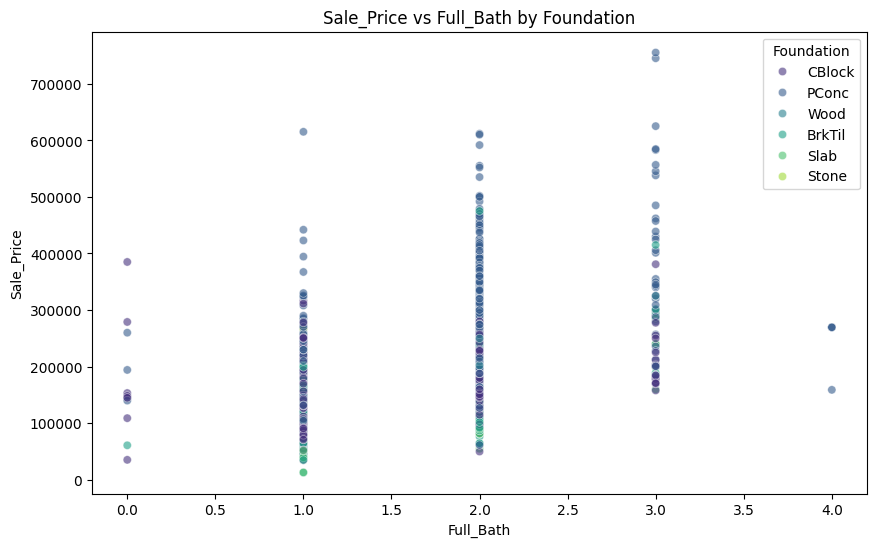 Sale_Price vs Full_Bath by Foundation
Foundation
CBlock
PConc
Wood
BrkTil
Slab
Stone
Sale_Price
700000
600000
500000
400000
300000
200000
100000
0
0.0 0.5 1.0 1.5 2.0 2.5 3.0 3.5 4.0
Full_Bath